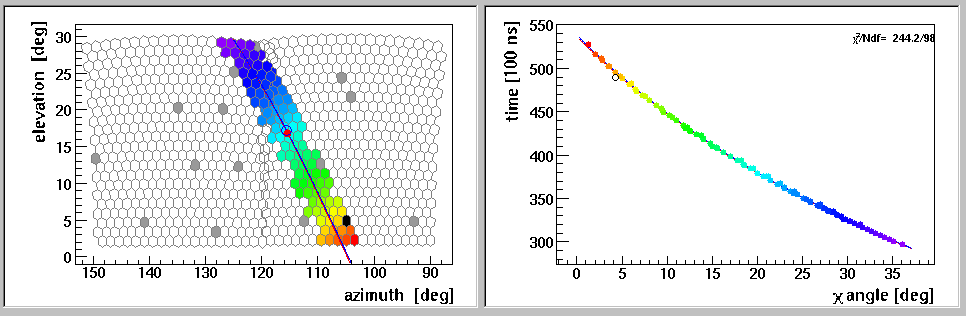 elevation [deg]
30
25
20
15
10
5
0
150 140 130 120 110 100 90
azimuth [deg]
time [100 ns]
550
500
450
400
350
300
χ²/Ndf= 244.2/98
0 5 10 15 20 25 30 35
χ angle [deg]